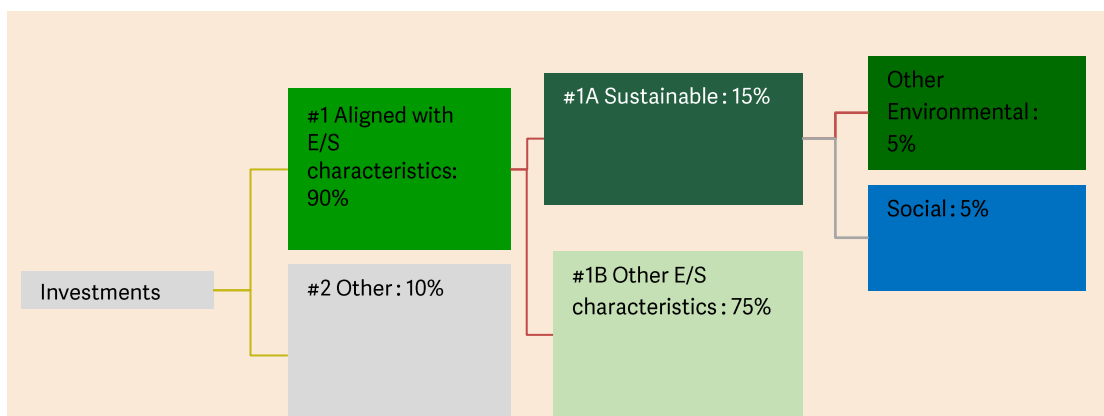 Investments
#1 Aligned with
E/S
characteristics:
90%
#2 Other : 10%
#1A Sustainable : 15%
#1B Other E/S
characteristics : 75%
Other
Environmental :
5%
Social : 5%